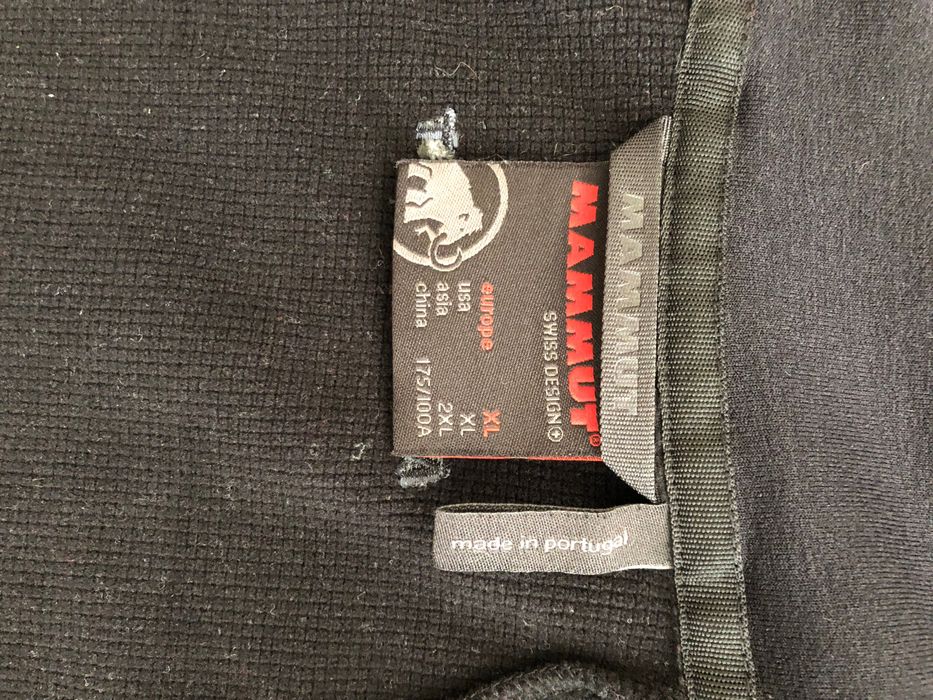 MAMMUT
MAMMUT®
SWISS DESIGN
europe XL
usa XL
asia 2XL
china 175/100A
made in portugal